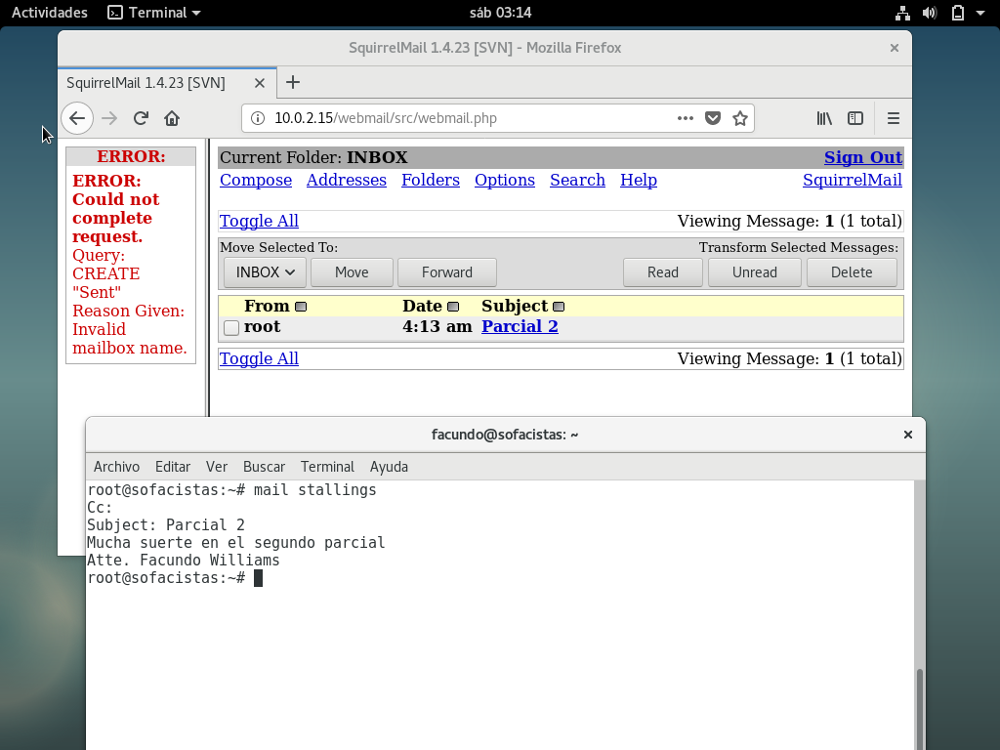 Actividades Terminal sáb 03:14
SquirrelMail 1.4.23 [SVN] - Mozilla Firefox
SquirrelMail 1.4.23 [SVN]
10.0.2.15/webmail/src/webmail.php
ERROR:
ERROR:
Could not
complete
request.
Query:
CREATE
"Sent"
Reason Given:
Invalid
mailbox name.
Current Folder: INBOX Sign Out
Compose Addresses Folders Options Search Help SquirrelMail
Toggle All Viewing Message: 1 (1 total)
Move Selected To: Transform Selected Messages:
INBOX Move Forward Read Unread Delete
From Date Subject
root 4:13 am Parcial 2
Toggle All Viewing Message: 1 (1 total)
facundo@sofacistas: ~
Archivo Editar Ver Buscar Terminal Ayuda
root@sofacistas:~# mail stallings
Cc:
Subject: Parcial 2
Mucha suerte en el segundo parcial
Atte. Facundo Williams
root@sofacistas:~#